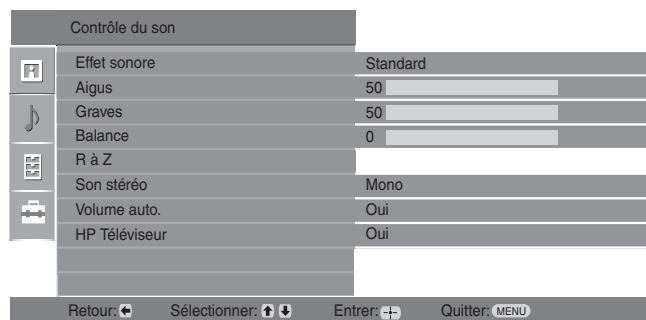 Contrôle du son
Effet sonore Standard
Aigus 50
Graves 50
Balance 0
R à Z
Son stéréo Mono
Volume auto. Oui
HP Téléviseur Oui
Retour: Sélectionner: Entrer: Quitter: MENU